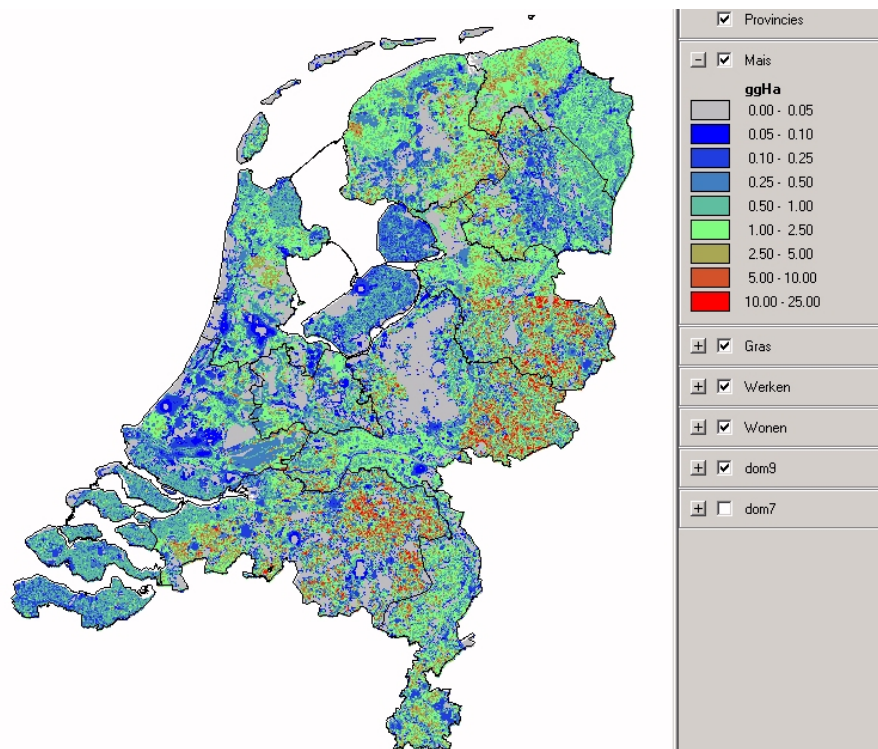 Provincies
Mais
ggHa
0.00 - 0.05
0.05 - 0.10
0.10 - 0.25
0.25 - 0.50
0.50 - 1.00
1.00 - 2.50
2.50 - 5.00
5.00 - 10.00
10.00 - 25.00
Gras
Werken
Wonen
dom9
dom7